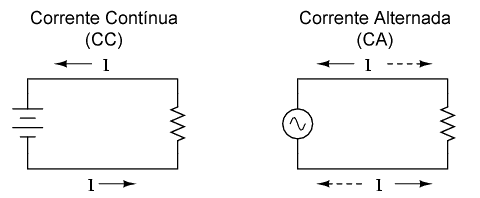 Corrente Contínua
(CC)
I
I
Corrente Alternada
(CA)
I
I